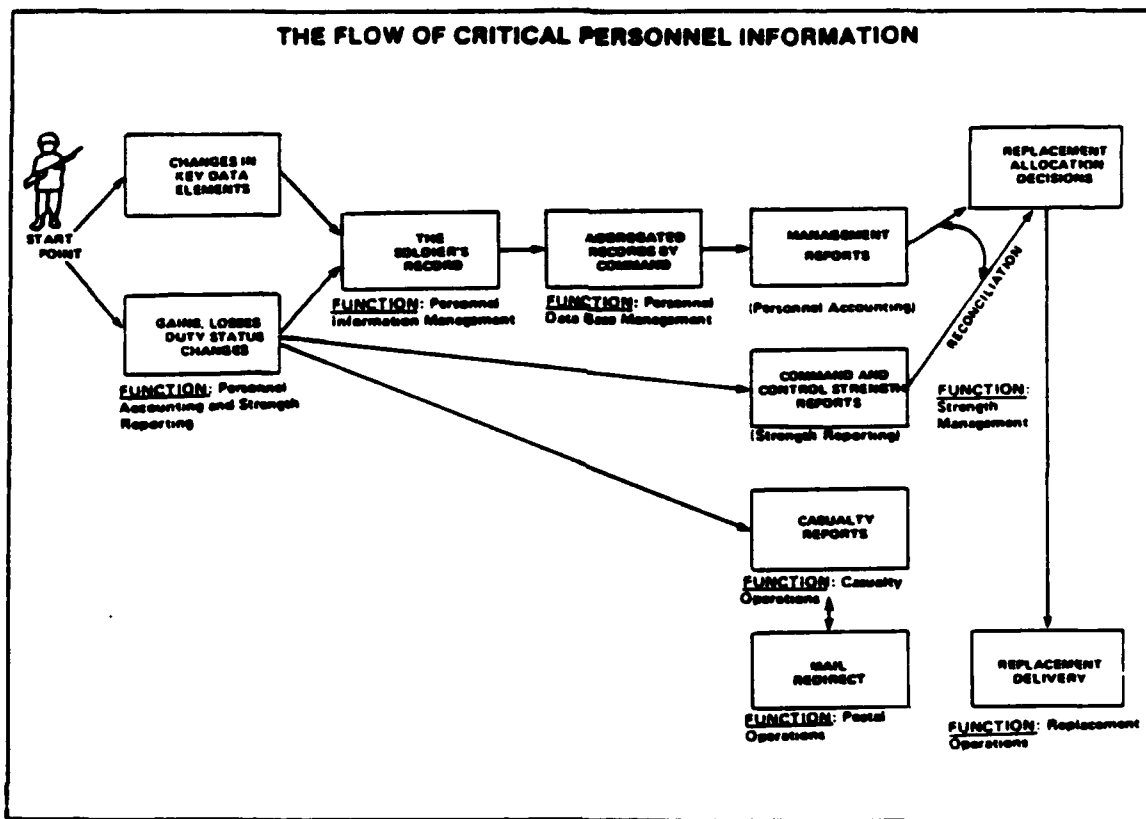 THE FLOW OF CRITICAL PERSONNEL INFORMATION
START
POINT
CHANGES IN
KEY DATA
ELEMENTS
GAINS, LOSSES
DUTY STATUS
CHANGES
FUNCTION: Personnel
Accounting and Strength
Reporting
THE
SOLDIER'S
RECORD
FUNCTION: Personnel
Information Management
AGGREGATED
RECORDS BY
COMMAND
FUNCTION: Personnel
Data Base Management
MANAGEMENT
REPORTS
(Personnel Accounting)
COMMAND AND
CONTROL STRENGTH
REPORTS
(Strength Reporting)
CASUALTY
REPORTS
FUNCTION: Casualty
Operations
MAIL
REDIRECT
FUNCTION: Postal
Operations
REPLACEMENT
ALLOCATION
DECISIONS
RECONCILIATION
FUNCTION:
Strength
Management
REPLACEMENT
DELIVERY
FUNCTION: Replacement
Operations